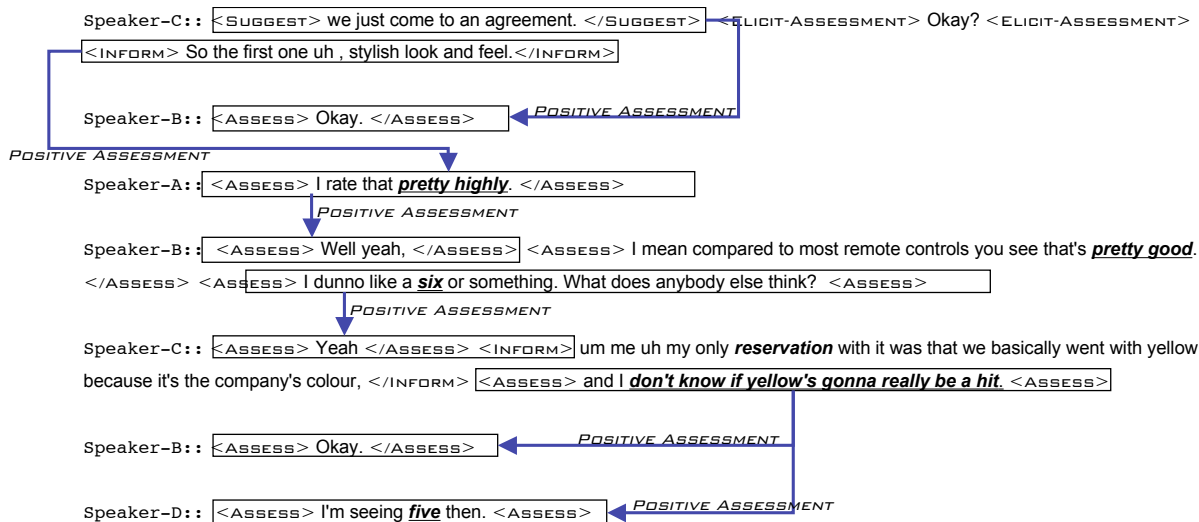 Speaker-C:: <SUGGEST> we just come to an agreement. </SUGGEST> <ELICIT-ASSESSMENT> Okay? <ELICIT-ASSESSMENT>
<INFORM> So the first one uh , stylish look and feel.</INFORM>
Speaker-B:: <ASSESS> Okay. </ASSESS> POSITIVE ASSESSMENT
POSITIVE ASSESSMENT
Speaker-A:: <ASSESS> I rate that pretty highly. </ASSESS>
POSITIVE ASSESSMENT
Speaker-B:: <ASSESS> Well yeah, </ASSESS> <ASSESS> I mean compared to most remote controls you see that's pretty good.
</ASSESS> <ASSESS> I dunno like a six or something. What does anybody else think? <ASSESS>
POSITIVE ASSESSMENT
Speaker-C:: <ASSESS> Yeah </ASSESS> <INFORM> um me uh my only reservation with it was that we basically went with yellow
because it's the company's colour, </INFORM> <ASSESS> and I don't know if yellow's gonna really be a hit. <ASSESS>
Speaker-B:: <ASSESS> Okay. </ASSESS> POSITIVE ASSESSMENT
Speaker-D:: <ASSESS> I'm seeing five then. <ASSESS> POSITIVE ASSESSMENT